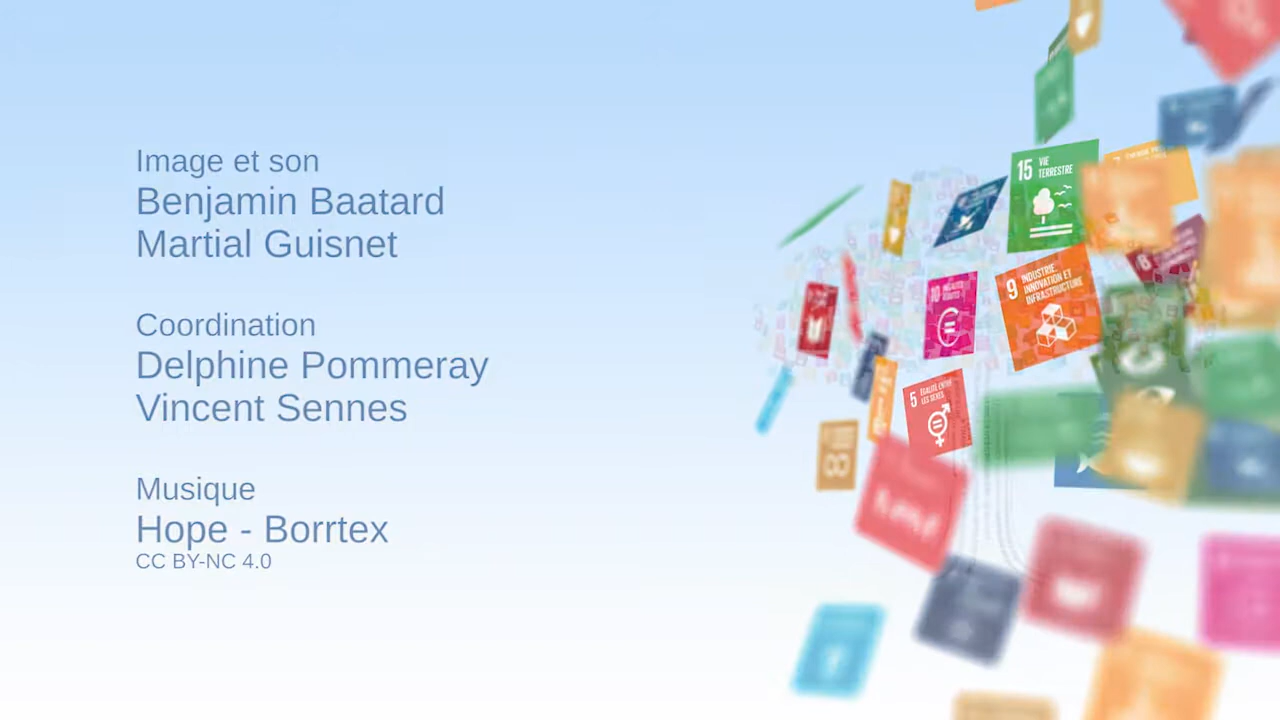 Image et son
Benjamin Baatard
Martial Guisnet
Coordination
Delphine Pommeray
Vincent Sennes
Musique
Hope - Borrtex
CC BY-NC 4.0
15 VIE
TERRESTRE
9 INDUSTRIE,
INNOVATION ET
INFRASTRUCTURE
10
5 ÉGALITÉ ENTRE
LES SEXES